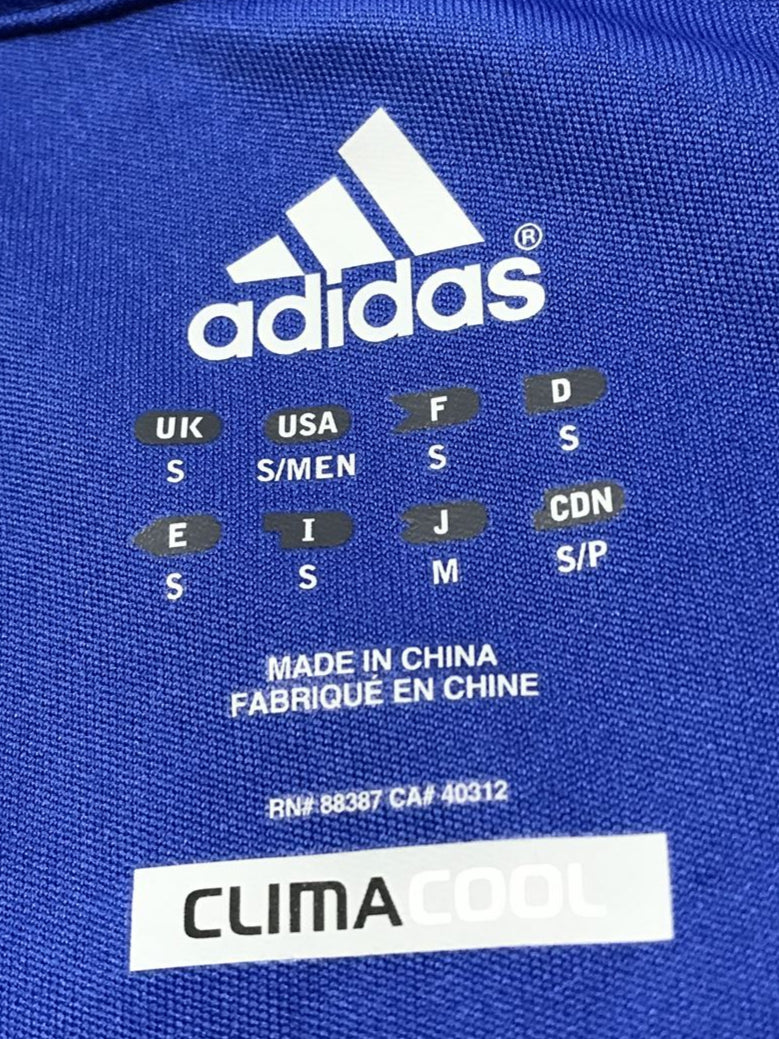 adidas®
UK USA F D
S S/MEN S S
E I J CDN
S S M S/P
MADE IN CHINA
FABRIQUÉ EN CHINE
RN# 88387 CA# 40312
CLIMACOOL